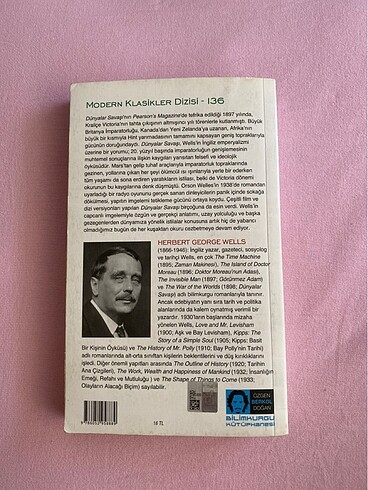 MODERN KLASİKLER DİZİSİ - 136
Dünyalar Savaşı'nın Pearson's Magazine'de tefrika edildiği 1897 yılında,
Kraliçe Victoria'nın tahta çıkışının altmışıncı yılı törenlerle kutlanmıştı. Büyük
Britanya İmparatorluğu, Kanada'dan Yeni Zelanda'ya uzanan, Afrika'nın
büyük bir kısmıyla Hint yarımadasının tamamını kapsayan geniş topraklarıyla
gücünün doruğundaydı. Dünyalar Savaşı, Wells'in İngiliz emperyalizmi
üzerine bir yorumu; 20. yüzyıl başında imparatorluğun genişlemesinin
muhtemel sonuçlarına ilişkin kaygıları yansıtan felsefi ve ideolojik
öyküsüdür. Mars'tan gelip tuhaf araçlarıyla imparatorluk topraklarında
gezinen, yollarına çıkan her şeyi ölümcül ısı ışınlarıyla yerle bir ederken
tüm yaşamı da sona erdiren yaratıkların istilası, belki de Victoria dönemi
okurunun bu kaygılarına denk düşmüştü. Orson Welles'in 1938'de romandan
uyarladığı bir radyo oyununu gerçek sanan dinleyicilerin panik içinde sokağa
dökülmesi, yapıtın imgelemi tetikleme gücünü ortaya koydu. Çeşitli film ve
dizi versiyonları yapılan Dünyalar Savaşı birçoğuna da esin verdi. Wells'in
capcanlı imgelemiyle özgün ve gerçekçi anlatımı, uzay yolculuğu ve başka
gezegenlerden dünyamıza yönelik istilalar konusuna artık hiç de yabancı
olmadığımız bugün de her kuşaktan okuru cezbetmeye devam ediyor.
HERBERT GEORGE WELLS
(1866-1946): İngiliz yazar, gazeteci, sosyolog
ve tarihçi Wells, en çok The Time Machine
(1895; Zaman Makinesi), The Island of Doctor
Moreau (1896; Doktor Moreau'nun Adası),
The Invisible Man (1897; Görünmez Adam)
ve The War of the Worlds (1898; Dünyalar
Savaşı) adlı bilimkurgu romanlarıyla tanınır.
Ancak edebiyatın yanı sıra tarih ve politika
alanlarında da kalem oynatmış verimli bir
yazardır. 1930'ların başlarında mizaha
yönelen Wells, Love and Mr. Levisham
(1900; Aşk ve Bay Levisham), Kipps: The
Story of a Simple Soul (1905; Kipps: Basit
Bir Kişinin Öyküsü) ve The History of Mr. Polly (1910; Bay Polly'nin Tarihi)
adlı romanlarında alt-orta sınıftan kişilerin beklentilerini ve düş kırıklıklarını
işledi. Diğer önemli yapıtları arasında The Outline of History (1920; Tarihin
Ana Çizgileri), The Work, Wealth and Happiness of Mankind (1932; İnsanlığın
Emeği, Refahı ve Mutluluğu ) ve The Shape of Things to Come (1933;
Olayların Alacağı Biçim) sayılabilir.
16 TL
ÖZGEN
BERKOL
DOĞAN
BİLİMKURGU
KÜTÜPHANESİ